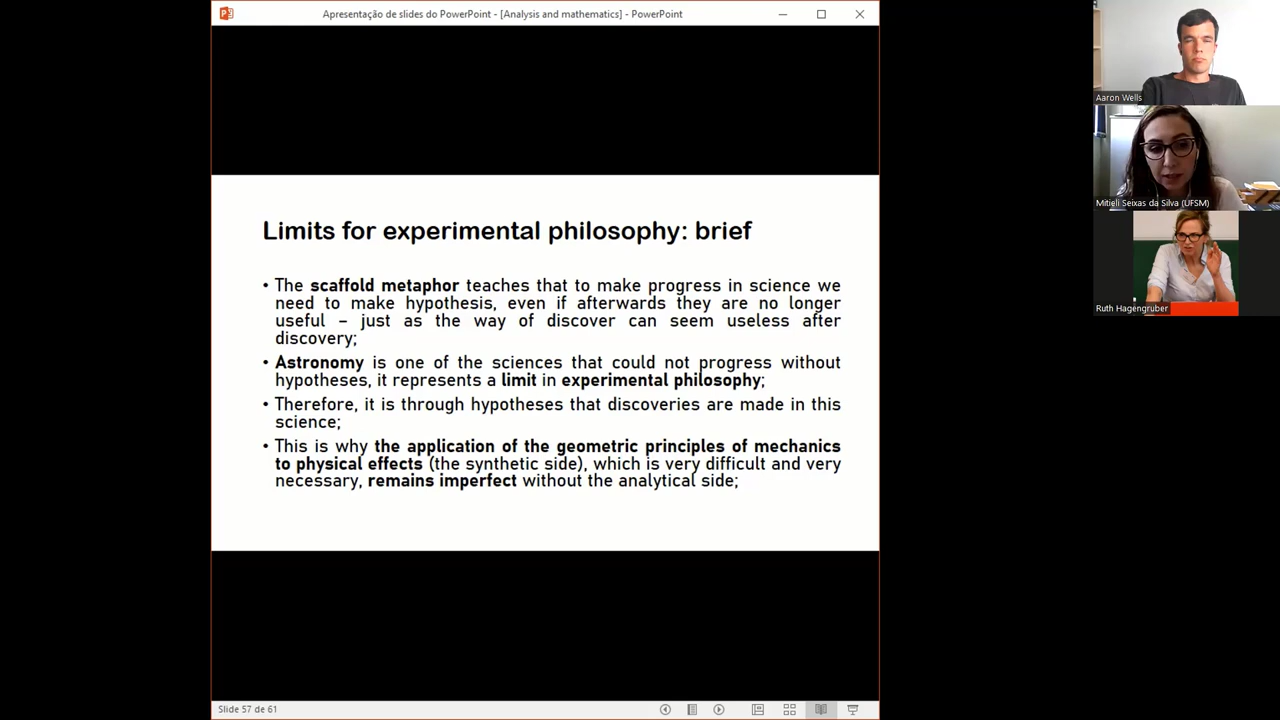 Apresentação de slides do PowerPoint - [Analysis and mathematics] - PowerPoint
Limits for experimental philosophy: brief
• The scaffold metaphor teaches that to make progress in science we
need to make hypothesis, even if afterwards they are no longer
useful – just as the way of discover can seem useless after
discovery;
• Astronomy is one of the sciences that could not progress without
hypotheses, it represents a limit in experimental philosophy;
• Therefore, it is through hypotheses that discoveries are made in this
science;
• This is why the application of the geometric principles of mechanics
to physical effects (the synthetic side), which is very difficult and very
necessary, remains imperfect without the analytical side;
Slide 57 de 61
Aaron Wells
Mitieli Seixas da Silva (UFSM)
Ruth Hagengruber